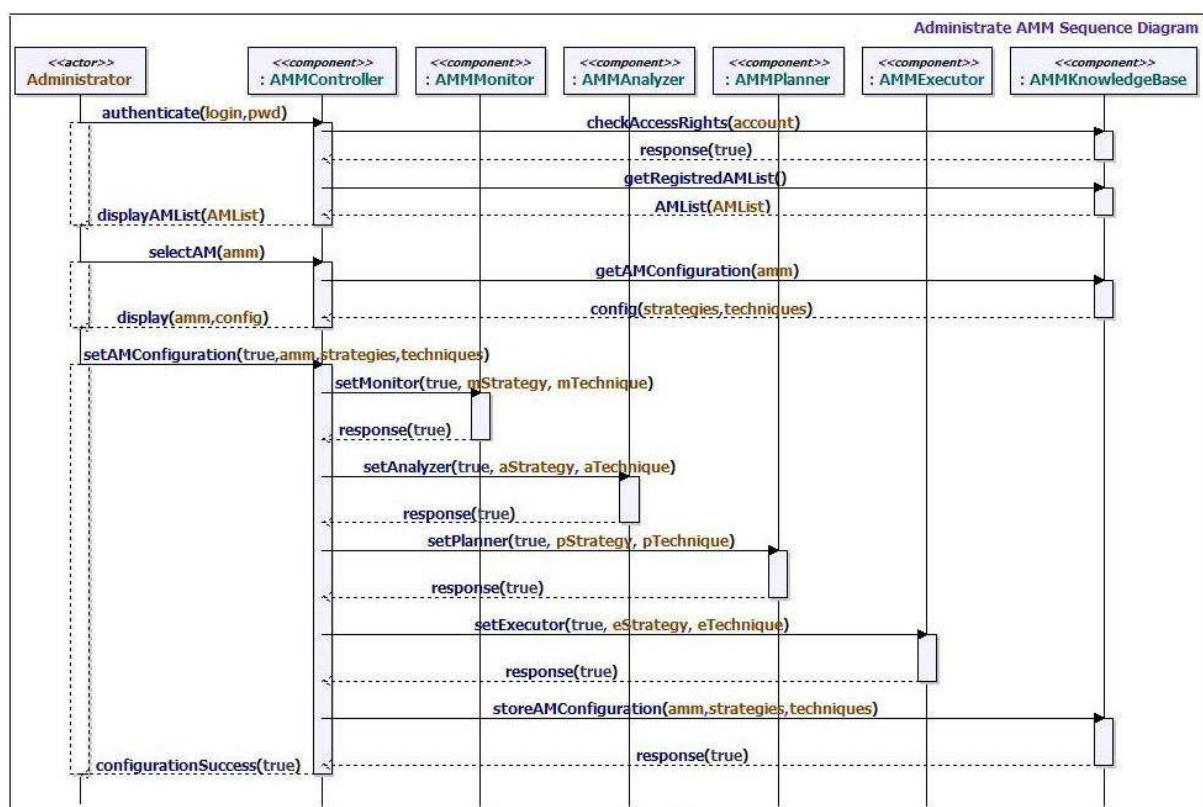 Administrate AMM Sequence Diagram
<<actor>>
Administrator
<<component>>
: AMMController
<<component>>
: AMMMonitor
<<component>>
: AMMAnalyzer
<<component>>
: AMMPlanner
<<component>>
: AMMExecutor
<<component>>
: AMMKnowledgeBase
authenticate(login,pwd)
checkAccessRights(account)
response(true)
getRegistredAMList()
AMList(AMList)
displayAMList(AMList)
selectAM(amm)
getAMConfiguration(amm)
config(strategies,techniques)
display(amm,config)
setAMConfiguration(true,amm,strategies,techniques)
setMonitor(true, mStrategy, mTechnique)
response(true)
setAnalyzer(true, aStrategy, aTechnique)
response(true)
setPlanner(true, pStrategy, pTechnique)
response(true)
setExecutor(true, eStrategy, eTechnique)
response(true)
storeAMConfiguration(amm,strategies,techniques)
response(true)
configurationSuccess(true)